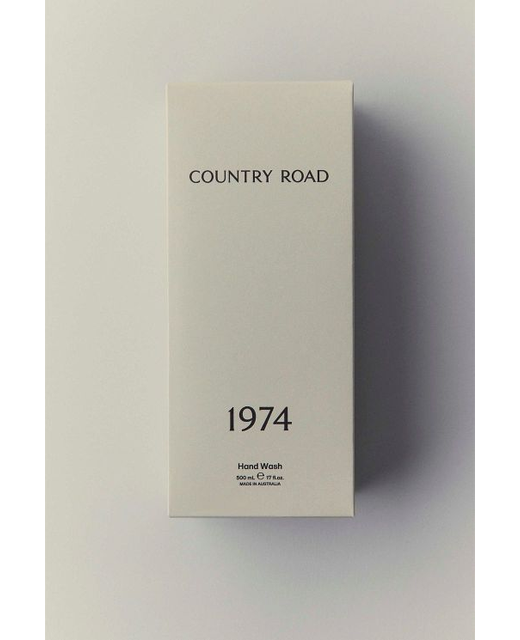 COUNTRY ROAD
1974
Hand Wash
500 mL ℮ 17 fl.oz.
MADE IN AUSTRALIA